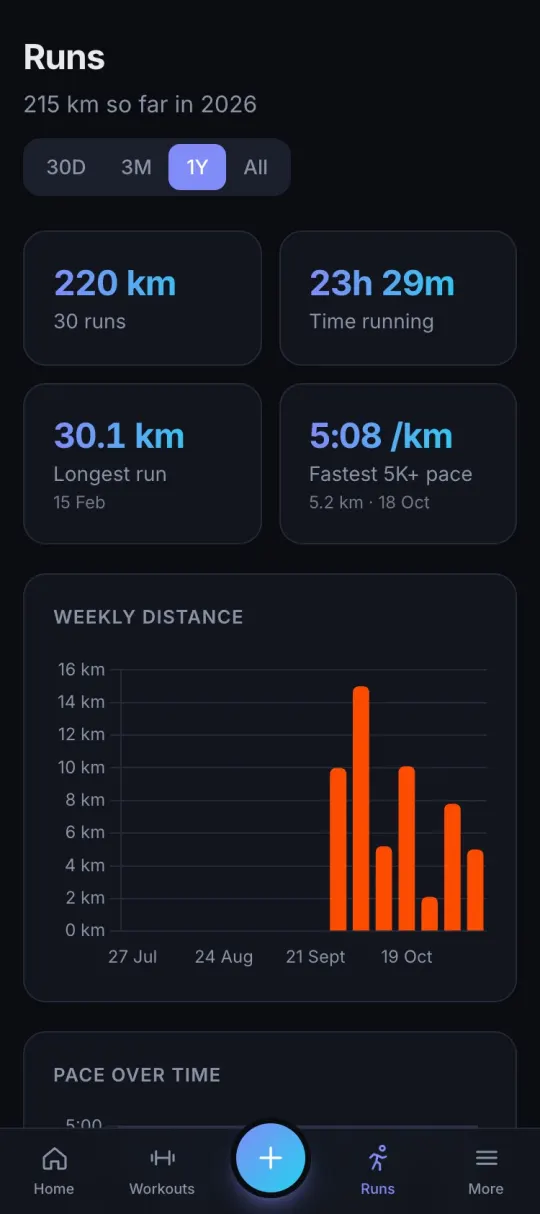 Runs
215 km so far in 2026
30D 3M 1Y All
220 km
30 runs
23h 29m
Time running
30.1 km
Longest run
15 Feb
5:08 /km
Fastest 5K+ pace
5.2 km · 18 Oct
WEEKLY DISTANCE
16 km
14 km
12 km
10 km
8 km
6 km
4 km
2 km
0 km
27 Jul 24 Aug 21 Sept 19 Oct
PACE OVER TIME
5:00
Home Workouts Runs More